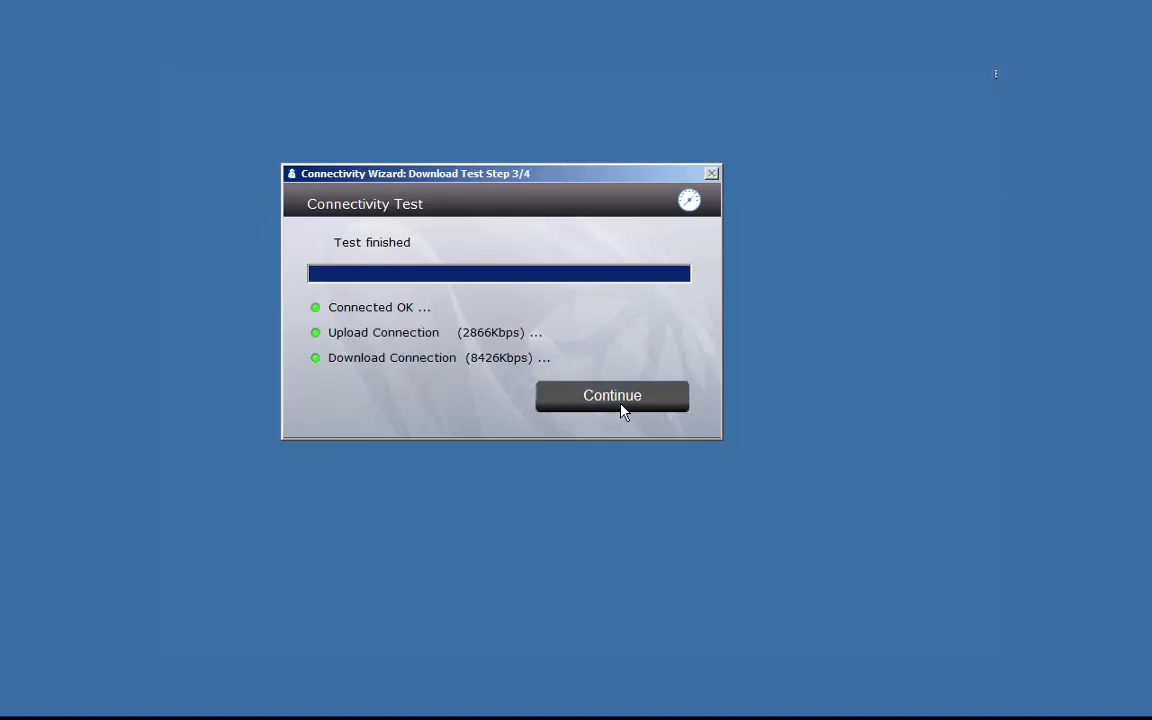 Connectivity Wizard: Download Test Step 3/4
Connectivity Test
Test finished
Connected OK ...
Upload Connection (2866Kbps) ...
Download Connection (8426Kbps) ...
Continue